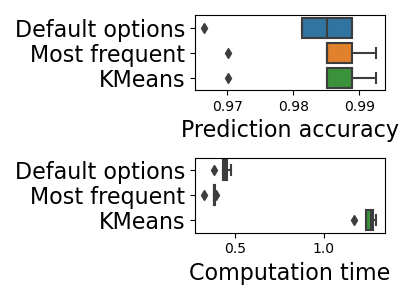 Default options
Most frequent
KMeans
0.97 0.98 0.99
Prediction accuracy
Default options
Most frequent
KMeans
0.5 1.0
Computation time